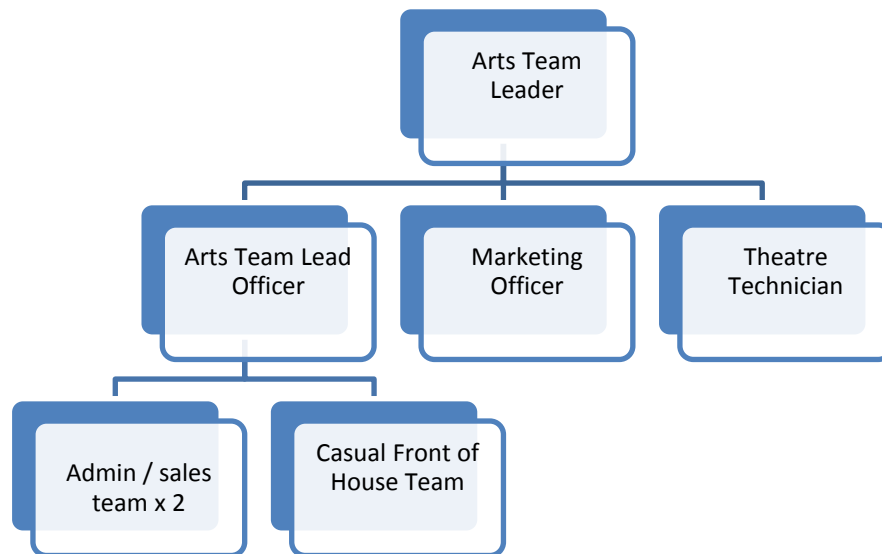 Arts Team
Leader
Arts Team Lead
Officer
Marketing
Officer
Theatre
Technician
Admin / sales
team x 2
Casual Front of
House Team